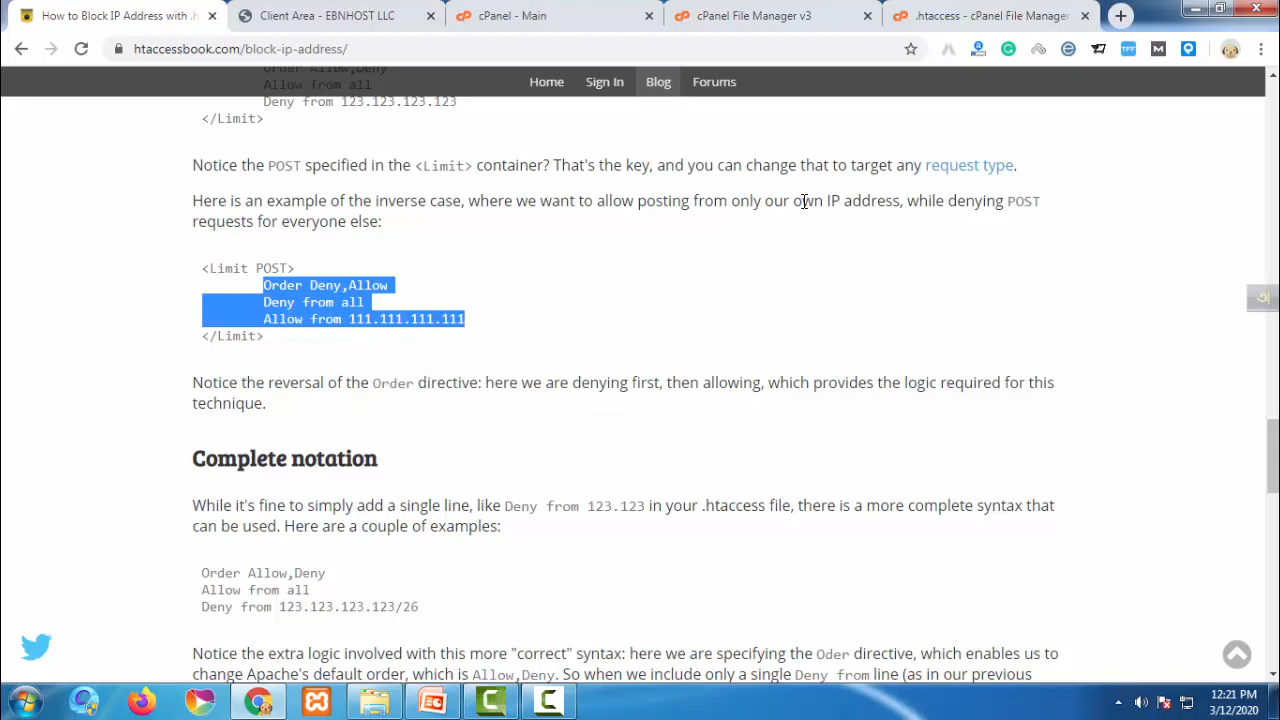 How to Block IP Address with .h
Client Area - EBNHOST LLC
cPanel - Main
cPanel File Manager v3
.htaccess - cPanel File Manager
htaccessbook.com/block-ip-address/
Home
Sign In
Blog
Forums
Order Allow,Deny
Allow from all
Deny from 123.123.123.123
</Limit>
Notice the POST specified in the <Limit> container? That's the key, and you can change that to target any request type.
Here is an example of the inverse case, where we want to allow posting from only our own IP address, while denying POST
requests for everyone else:
<Limit POST>
Order Deny,Allow
Deny from all
Allow from 111.111.111.111
</Limit>
Notice the reversal of the Order directive: here we are denying first, then allowing, which provides the logic required for this
technique.
Complete notation
While it's fine to simply add a single line, like Deny from 123.123 in your .htaccess file, there is a more complete syntax that
can be used. Here are a couple of examples:
Order Allow,Deny
Allow from all
Deny from 123.123.123.123/26
Notice the extra logic involved with this more "correct" syntax: here we are specifying the Oder directive, which enables us to
change Apache's default order, which is Allow,Deny. So when we include only a single Deny from line (as in our previous
12:21 PM
3/12/2020